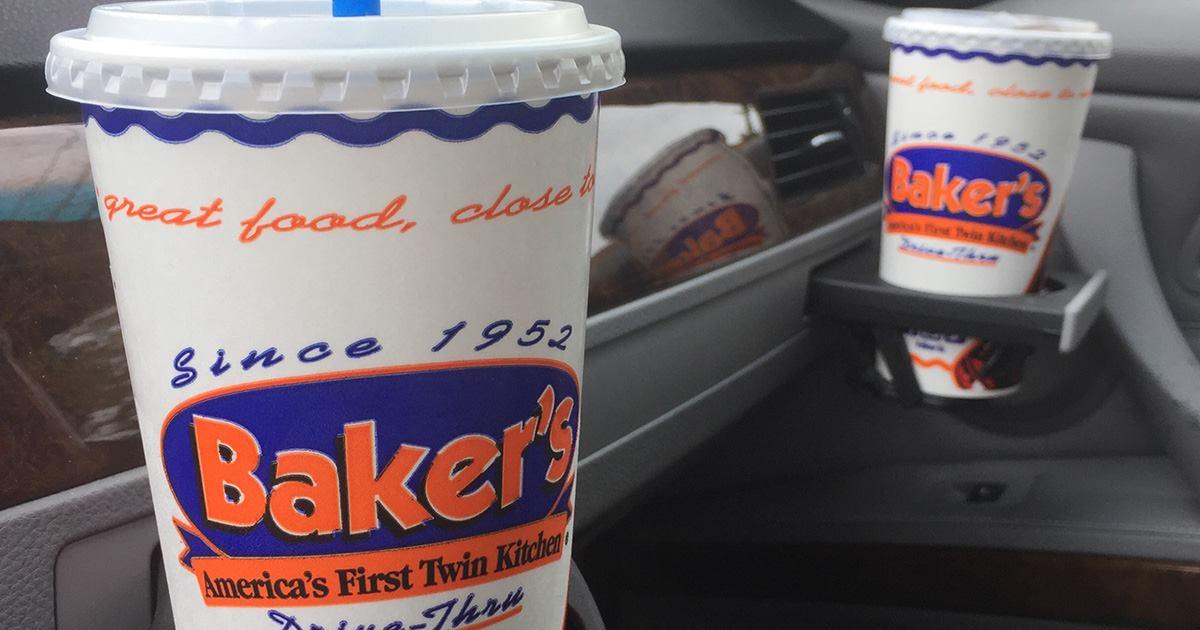 great food, close to
Since 1952
Baker's
America's First Twin Kitchen®
Drive-Thru
great food, close to
Since 1952
Baker's
America's First Twin Kitchen
Drive-Thru
Baker's